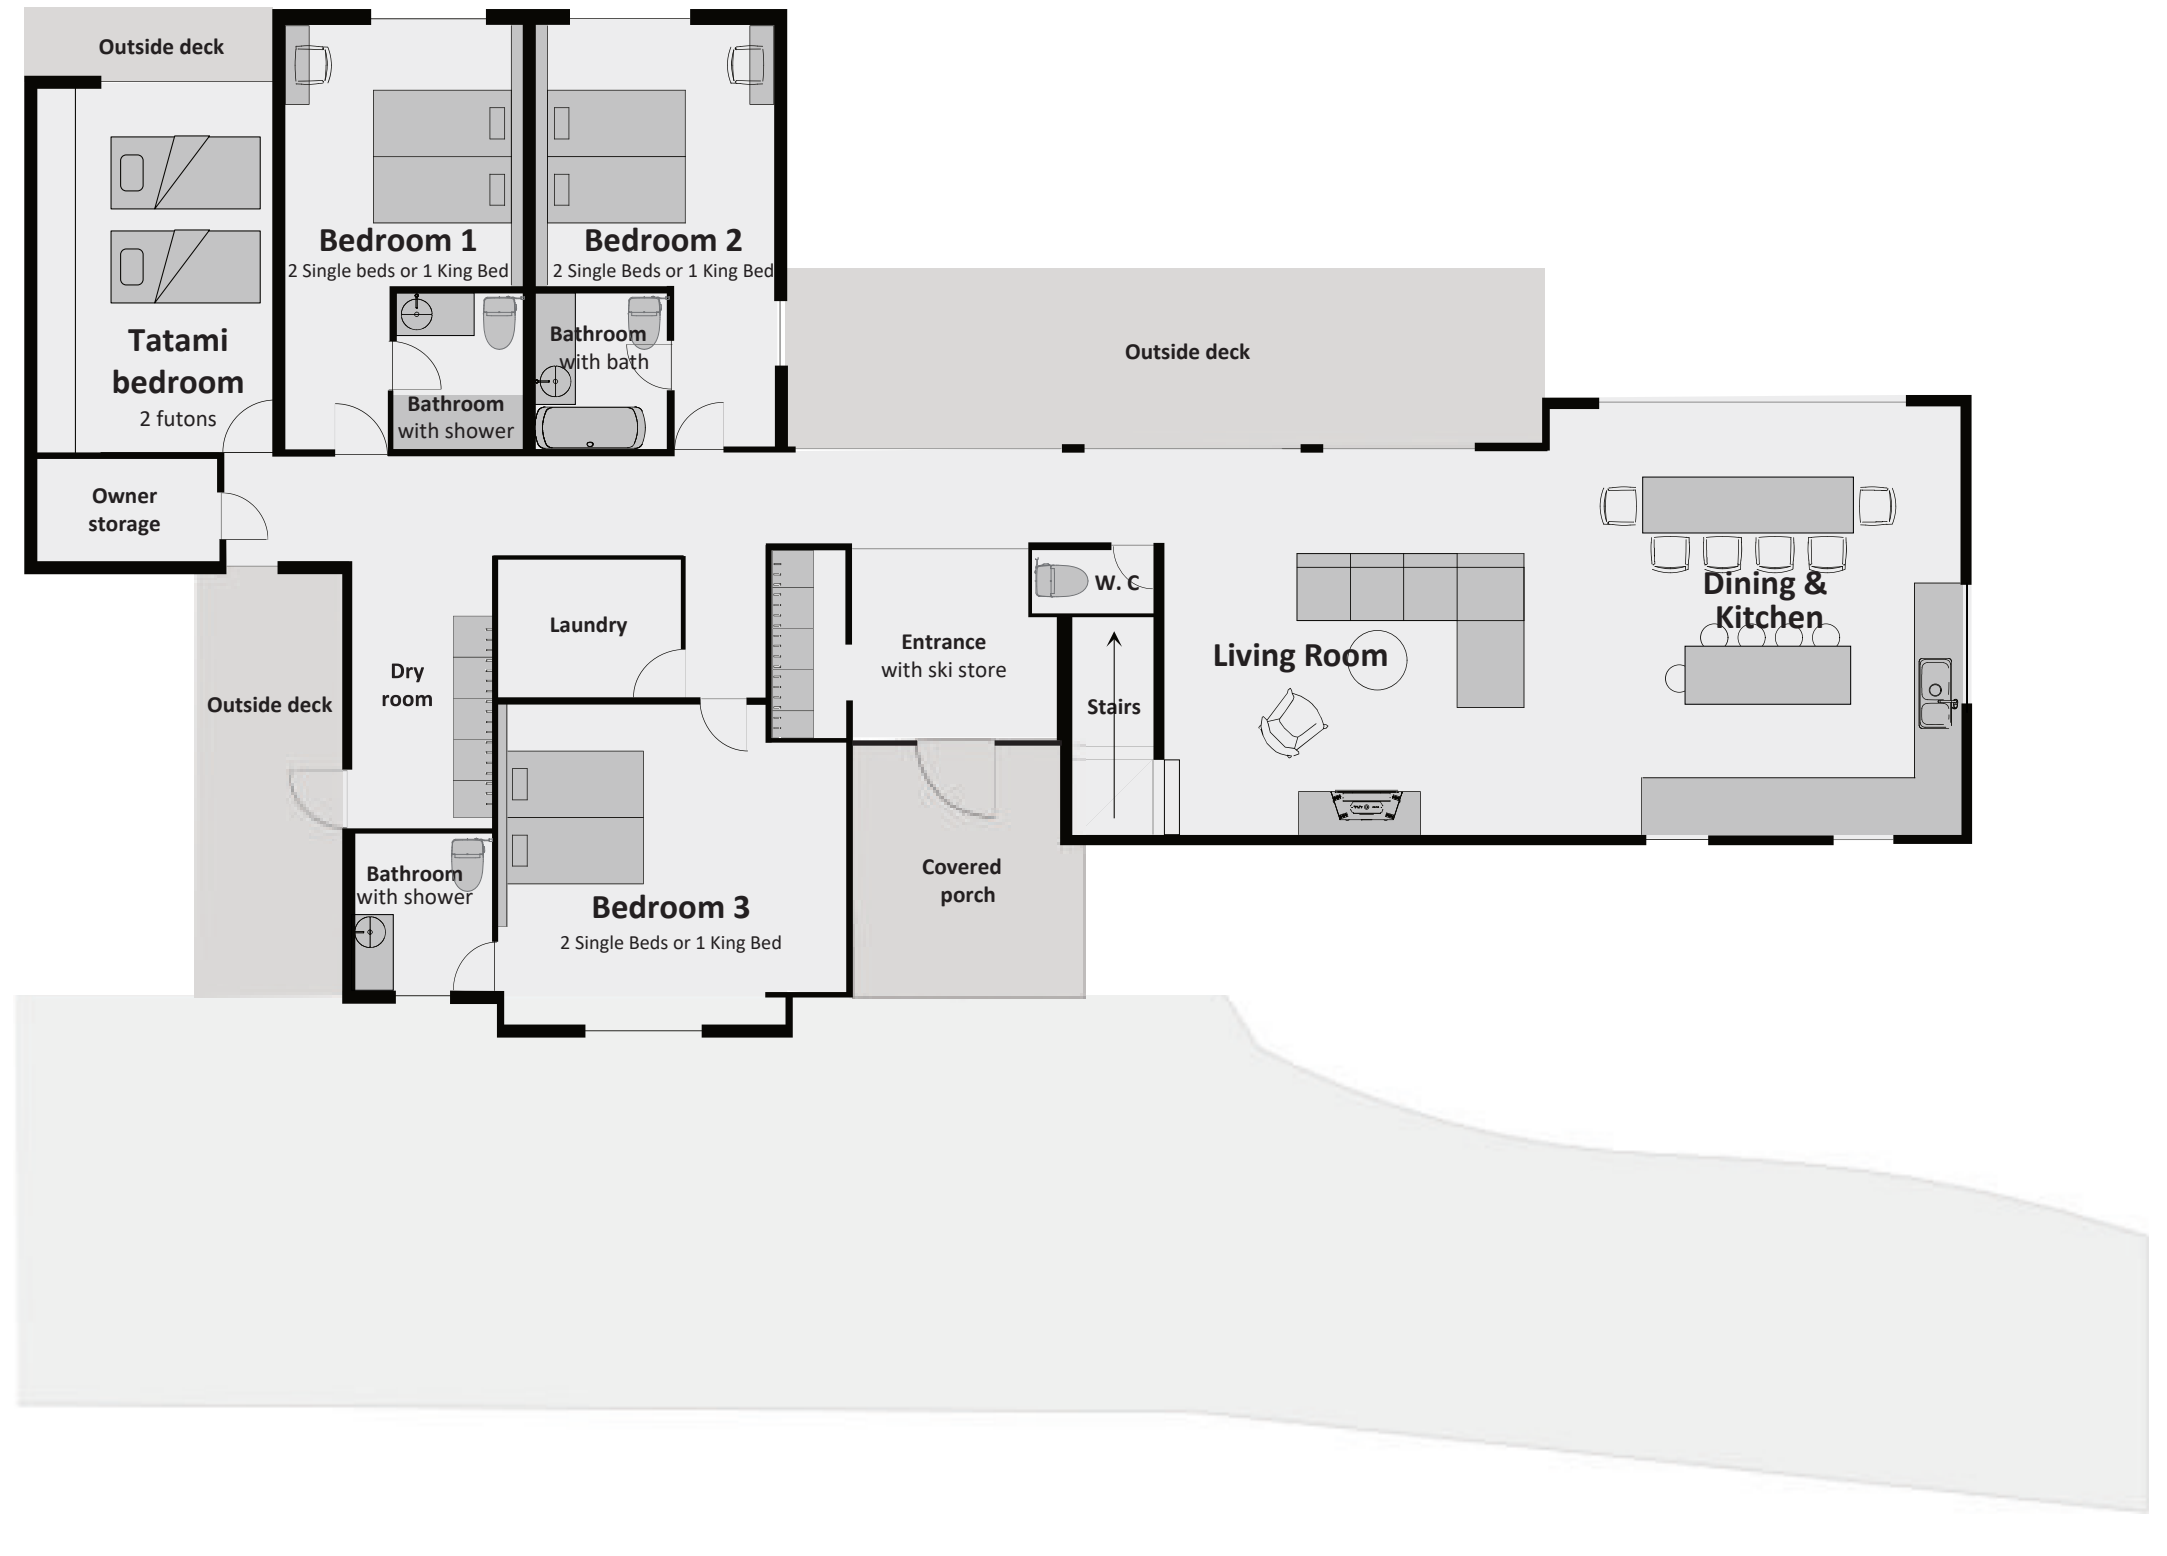 Outside deck
Bedroom 1
2 Single beds or 1 King Bed
Bedroom 2
2 Single Beds or 1 King Bed
Tatami
bedroom
2 futons
Bathroom
with shower
Bathroom
with bath
Outside deck
Owner
storage
Laundry
Dry
room
Outside deck
Entrance
with ski store
W. C
Stairs
Living Room
Dining &
Kitchen
Bathroom
with shower
Bedroom 3
2 Single Beds or 1 King Bed
Covered
porch